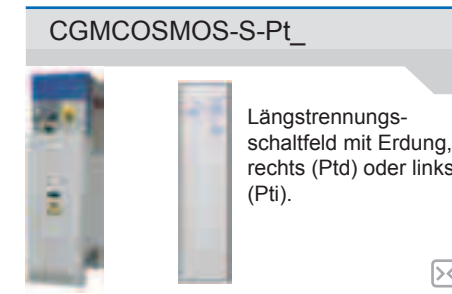 CGMCOSMOS-S-Pt_
Längstrennungs-
schaltfeld mit Erdung,
rechts (Ptd) oder links
(Pti).